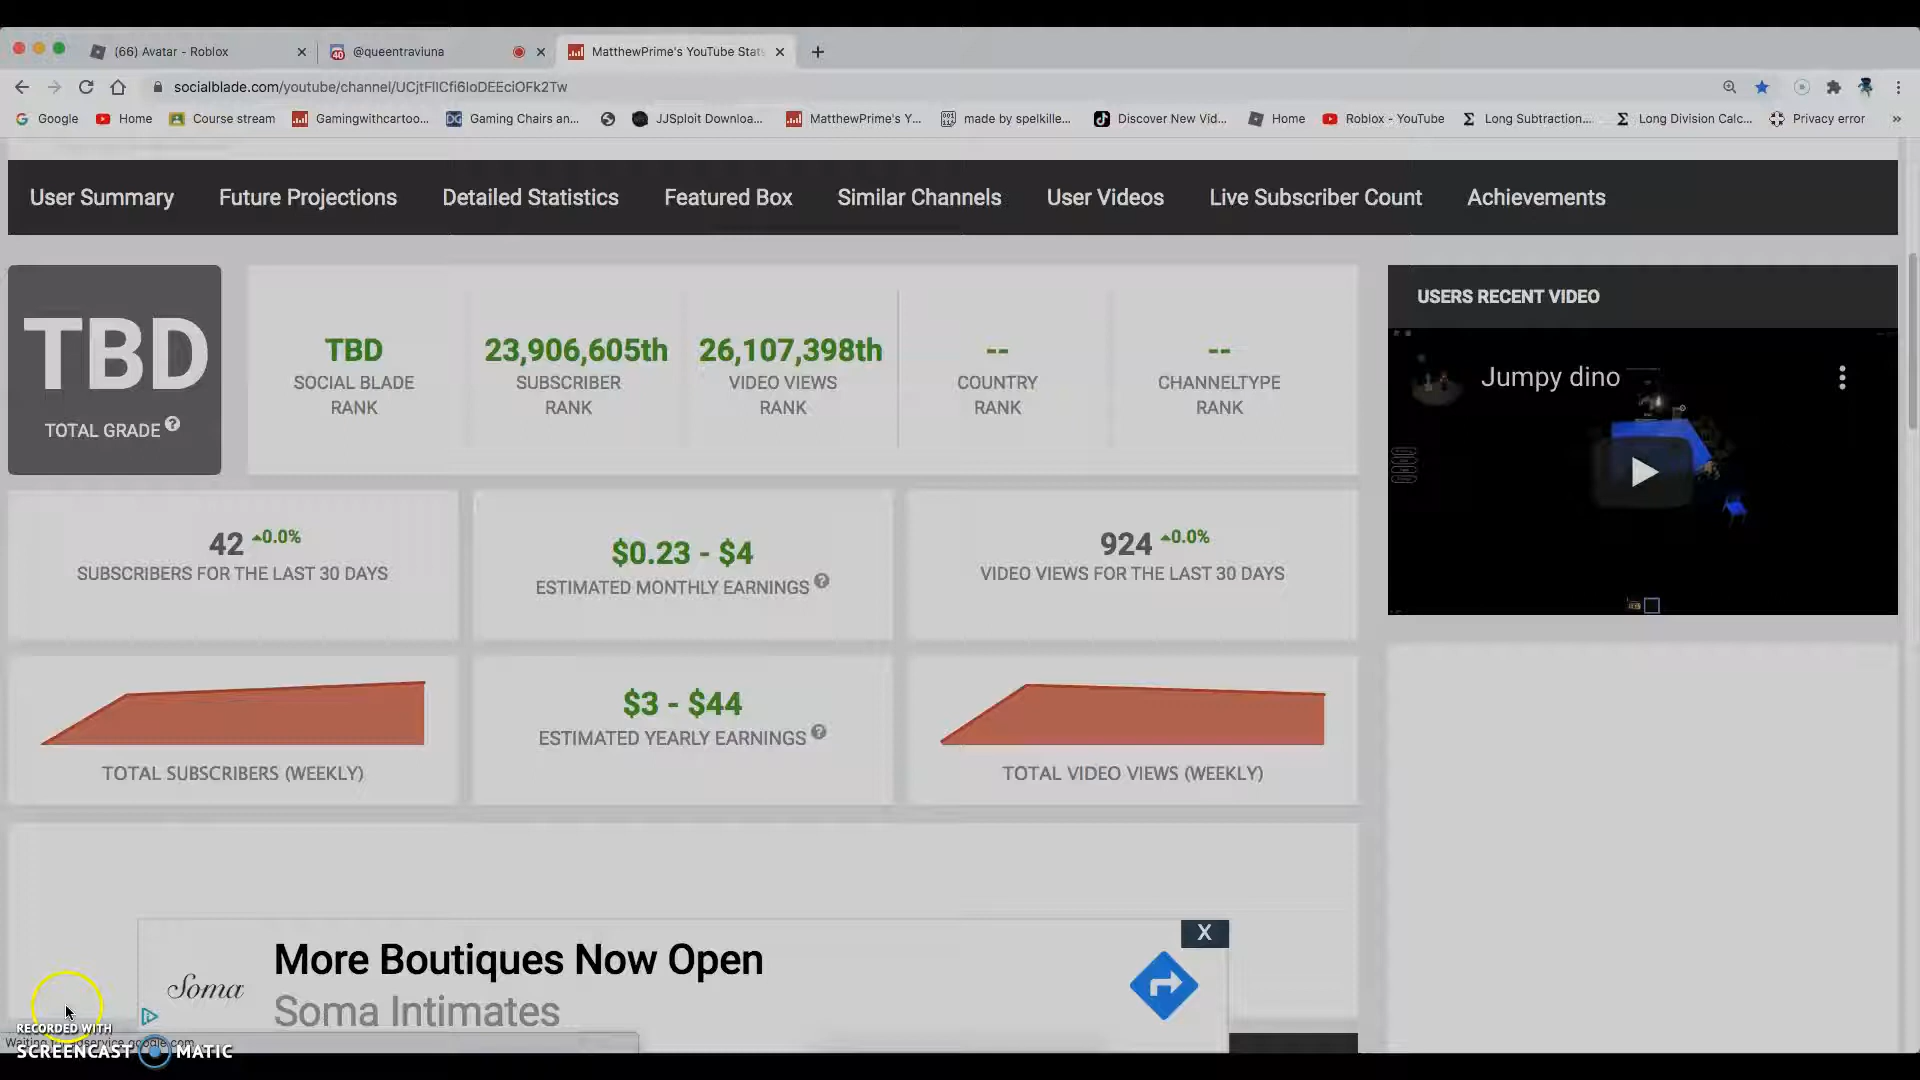 (66) Avatar - Roblox
@queentraviuna
MatthewPrime's YouTube Stats
socialblade.com/youtube/channel/UCjtFIlCfi6IoDEEciOFk2Tw
Google
Home
Course stream
Gamingwithcartoo...
Gaming Chairs an...
JJSploit Downloa...
MatthewPrime's Y...
made by spelkille...
Discover New Vid...
Home
Roblox - YouTube
Long Subtraction...
Long Division Calc...
Privacy error
»
User Summary
Future Projections
Detailed Statistics
Featured Box
Similar Channels
User Videos
Live Subscriber Count
Achievements
TBD
TOTAL GRADE
TBD
SOCIAL BLADE
RANK
23,906,605th
SUBSCRIBER
RANK
26,107,398th
VIDEO VIEWS
RANK
--
COUNTRY
RANK
--
CHANNELTYPE
RANK
USERS RECENT VIDEO
Jumpy dino
42 0.0%
SUBSCRIBERS FOR THE LAST 30 DAYS
$0.23 - $4
ESTIMATED MONTHLY EARNINGS
924 0.0%
VIDEO VIEWS FOR THE LAST 30 DAYS
TOTAL SUBSCRIBERS (WEEKLY)
$3 - $44
ESTIMATED YEARLY EARNINGS
TOTAL VIDEO VIEWS (WEEKLY)
Soma
More Boutiques Now Open
Soma Intimates
X
RECORDED WITH
SCREENCAST MATIC